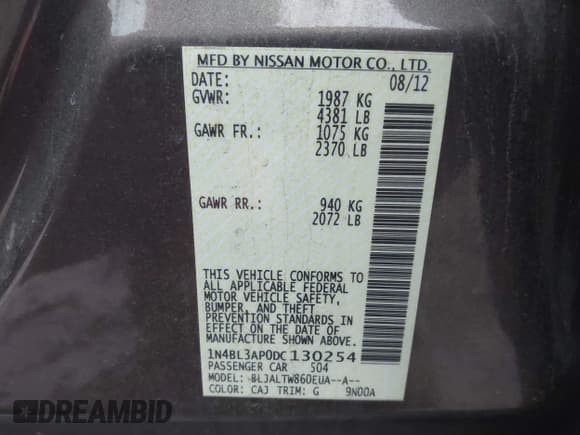 MFD BY NISSAN MOTOR CO., LTD.
DATE: 08/12
GVWR: 1987 KG
4381 LB
GAWR FR.: 1075 KG
2370 LB
GAWR RR.: 940 KG
2072 LB
THIS VEHICLE CONFORMS TO
ALL APPLICABLE FEDERAL
MOTOR VEHICLE SAFETY,
BUMPER, AND THEFT
PREVENTION STANDARDS IN
EFFECT ON THE DATE OF
MANUFACTURE SHOWN ABOVE.
1N4BL3AP0DC130254
PASSENGER CAR 504
MODEL: BLJALTW860EUA--A--
COLOR: CAJ TRIM: G 9N00A
DREAMBID